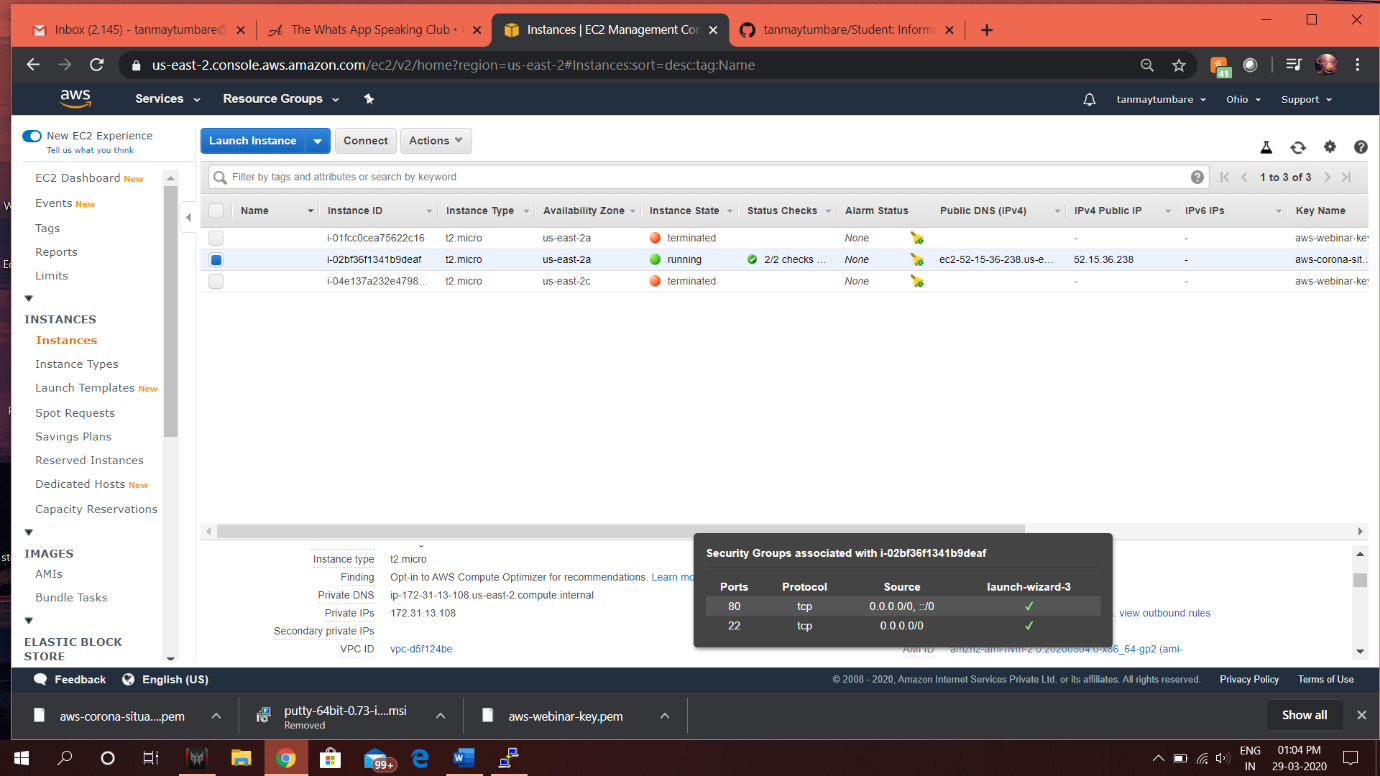 Inbox (2,145) - tanmaytumbare@
The Whats App Speaking Club •
Instances | EC2 Management Con
tanmaytumbare/Student: Informa
us-east-2.console.aws.amazon.com/ec2/v2/home?region=us-east-2#Instances:sort=desc:tag:Name
41
aws Services Resource Groups tanmaytumbare Ohio Support
New EC2 Experience
Tell us what you think
Launch Instance Connect Actions
EC2 Dashboard New
Events New
Tags
Reports
Limits
INSTANCES
Instances
Instance Types
Launch Templates New
Spot Requests
Savings Plans
Reserved Instances
Dedicated Hosts New
Capacity Reservations
IMAGES
AMIs
Bundle Tasks
ELASTIC BLOCK
STORE
Filter by tags and attributes or search by keyword
1 to 3 of 3
Name Instance ID Instance Type Availability Zone Instance State Status Checks Alarm Status Public DNS (IPv4) IPv4 Public IP IPv6 IPs Key Name
i-01fcc0cea75622c16 t2.micro us-east-2a terminated None - - aws-webinar-key
i-02bf36f1341b9deaf t2.micro us-east-2a running 2/2 checks ... None ec2-52-15-36-238.us-e... 52.15.36.238 - aws-corona-sit...
i-04e137a232e4798... t2.micro us-east-2c terminated None - - aws-webinar-key
Instance type t2.micro
Finding Opt-in to AWS Compute Optimizer for recommendations. Learn mo
Private DNS ip-172-31-13-108.us-east-2.compute.internal
Private IPs 172.31.13.108
Secondary private IPs
VPC ID vpc-d5f124be
Security Groups associated with i-02bf36f1341b9deaf
Ports Protocol Source launch-wizard-3
80 tcp 0.0.0.0/0, ::/0 ✓
22 tcp 0.0.0.0/0 ✓
. view outbound rules
AMI ID amzn2-ami-hvm-2.0.20200304.0-x86_64-gp2 (ami-
Feedback English (US)
© 2008 - 2020, Amazon Internet Services Private Ltd. or its affiliates. All rights reserved. Privacy Policy Terms of Use
aws-corona-situa....pem
putty-64bit-0.73-i....msi
Removed
aws-webinar-key.pem
Show all
99+
ENG
IN
01:04 PM
29-03-2020